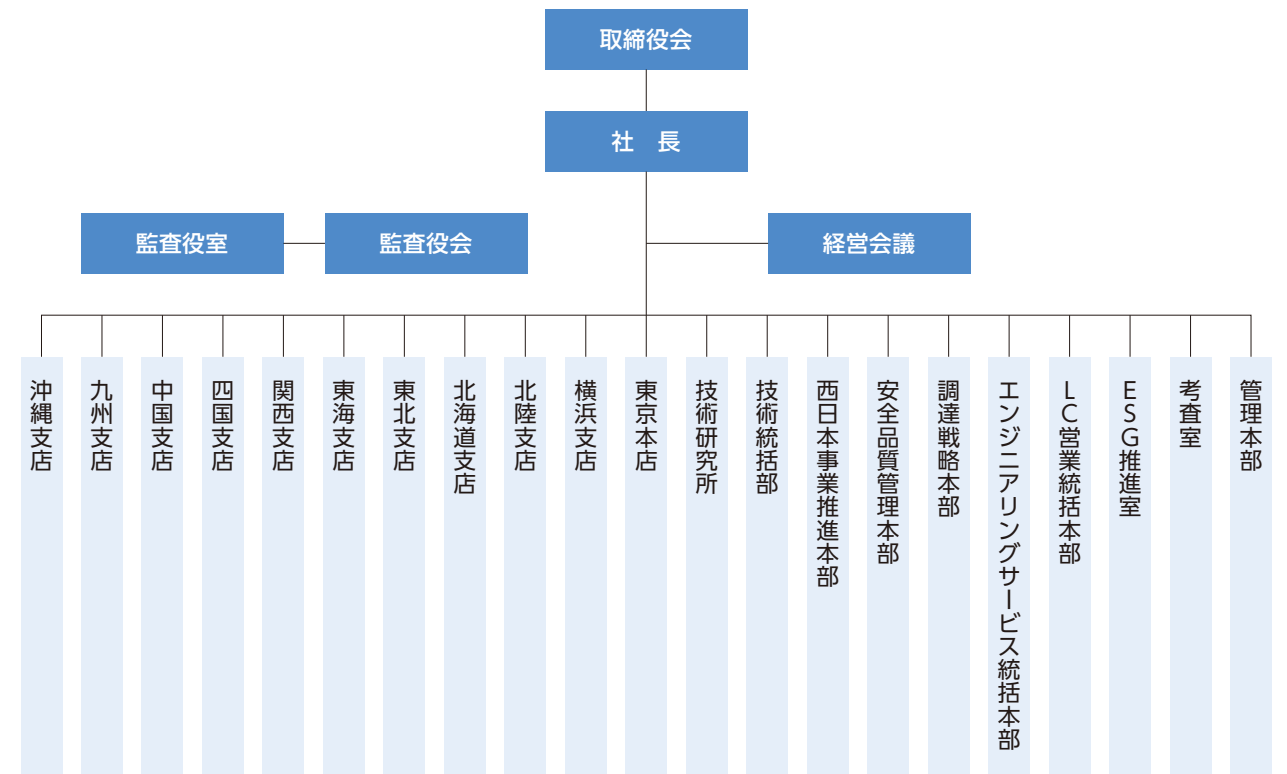 取締役会
社　長
監査役室
監査役会
経営会議
沖縄支店
九州支店
中国支店
四国支店
関西支店
東海支店
東北支店
北海道支店
北陸支店
横浜支店
東京本店
技術研究所
技術統括部
西日本事業推進本部
安全品質管理本部
調達戦略本部
エンジニアリングサービス統括本部
LC営業統括本部
ESG推進室
考査室
管理本部